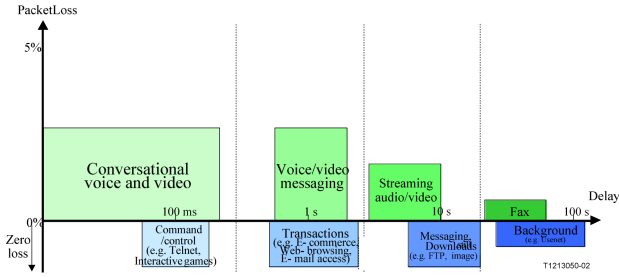 PacketLoss
5%
Conversational
voice and video
Voice/video
messaging
Streaming
audio/video
Fax
Delay
100 ms
1 s
10 s
100 s
0%
Zero
loss
Command
/control
(e.g. Telnet,
Interactive games)
Transactions
(e.g. E- commerce,
Web- browsing,
E- mail access)
Messaging,
Downloads
(e.g. FTP, image)
Background
(e.g. Usenet)
T1213050-02